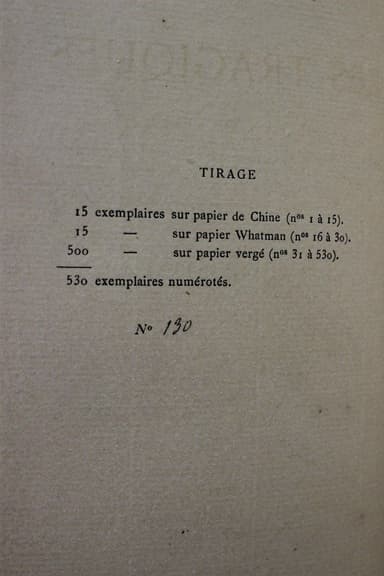 TIRAGE
15 exemplaires sur papier de Chine (nos 1 à 15).
15 — sur papier Whatman (nos 16 à 30).
500 — sur papier vergé (nos 31 à 530).
530 exemplaires numérotés.
No 130